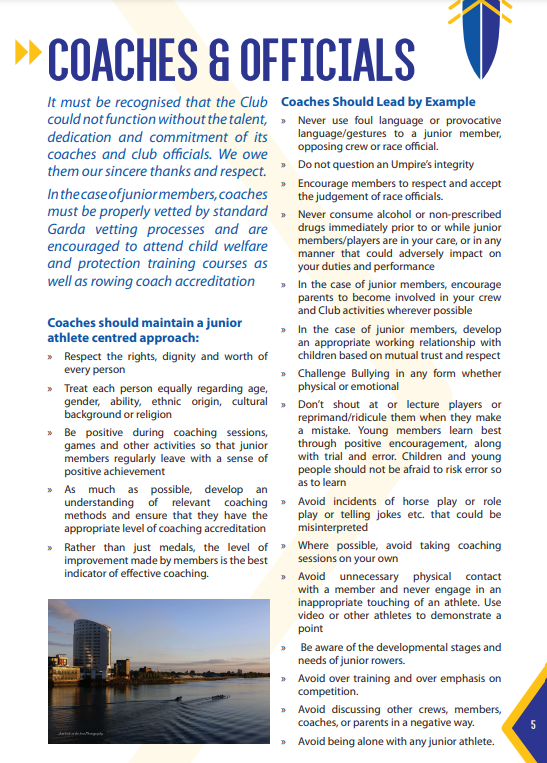 COACHES & OFFICIALS
It must be recognised that the Club
could not function without the talent,
dedication and commitment of its
coaches and club officials. We owe
them our sincere thanks and respect.
In the case of junior members, coaches
must be properly vetted by standard
Garda vetting processes and are
encouraged to attend child welfare
and protection training courses as
well as rowing coach accreditation
Coaches should maintain a junior
athlete centred approach:
» Respect the rights, dignity and worth of
every person
» Treat each person equally regarding age,
gender, ability, ethnic origin, cultural
background or religion
» Be positive during coaching sessions,
games and other activities so that junior
members regularly leave with a sense of
positive achievement
» As much as possible, develop an
understanding of relevant coaching
methods and ensure that they have the
appropriate level of coaching accreditation
» Rather than just medals, the level of
improvement made by members is the best
indicator of effective coaching.
Coaches Should Lead by Example
» Never use foul language or provocative
language/gestures to a junior member,
opposing crew or race official.
» Do not question an Umpire's integrity
» Encourage members to respect and accept
the judgement of race officials.
» Never consume alcohol or non-prescribed
drugs immediately prior to or while junior
members/players are in your care, or in any
manner that could adversely impact on
your duties and performance
» In the case of junior members, encourage
parents to become involved in your crew
and Club activities wherever possible
» In the case of junior members, develop
an appropriate working relationship with
children based on mutual trust and respect
» Challenge Bullying in any form whether
physical or emotional
» Don't shout at or lecture players or
reprimand/ridicule them when they make
a mistake. Young members learn best
through positive encouragement, along
with trial and error. Children and young
people should not be afraid to risk error so
as to learn
» Avoid incidents of horse play or role
play or telling jokes etc. that could be
misinterpreted
» Where possible, avoid taking coaching
sessions on your own
» Avoid unnecessary physical contact
with a member and never engage in an
inappropriate touching of an athlete. Use
video or other athletes to demonstrate a
point
» Be aware of the developmental stages and
needs of junior rowers.
» Avoid over training and over emphasis on
competition.
» Avoid discussing other crews, members,
coaches, or parents in a negative way.
» Avoid being alone with any junior athlete.
5